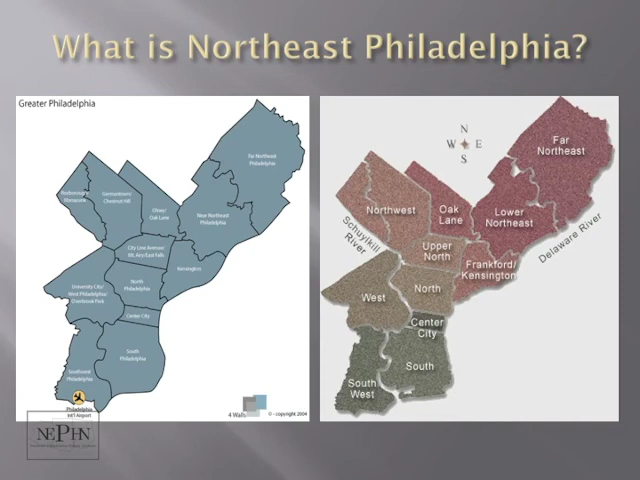 What is Northeast Philadelphia?
Greater Philadelphia
Far Northeast
Philadelphia
Near Northeast
Philadelphia
Roxborough/
Manayunk
Germantown/
Chestnut Hill
Olney/
Oak Lane
City Line Avenue/
Mt. Airy/East Falls
Kensington
University City/
West Philadelphia/
Overbrook Park
North
Philadelphia
Center City
South
Philadelphia
Southwest
Philadelphia
Philadelphia
Int'l Airport
4 Walls
© - copyright 2004
NEPHN
N
W E
S
Far
Northeast
Northwest
Oak
Lane
Lower
Northeast
Schuylkill
River
Delaware River
Upper
North
Frankford/
Kensington
West
North
Center
City
South
South
West